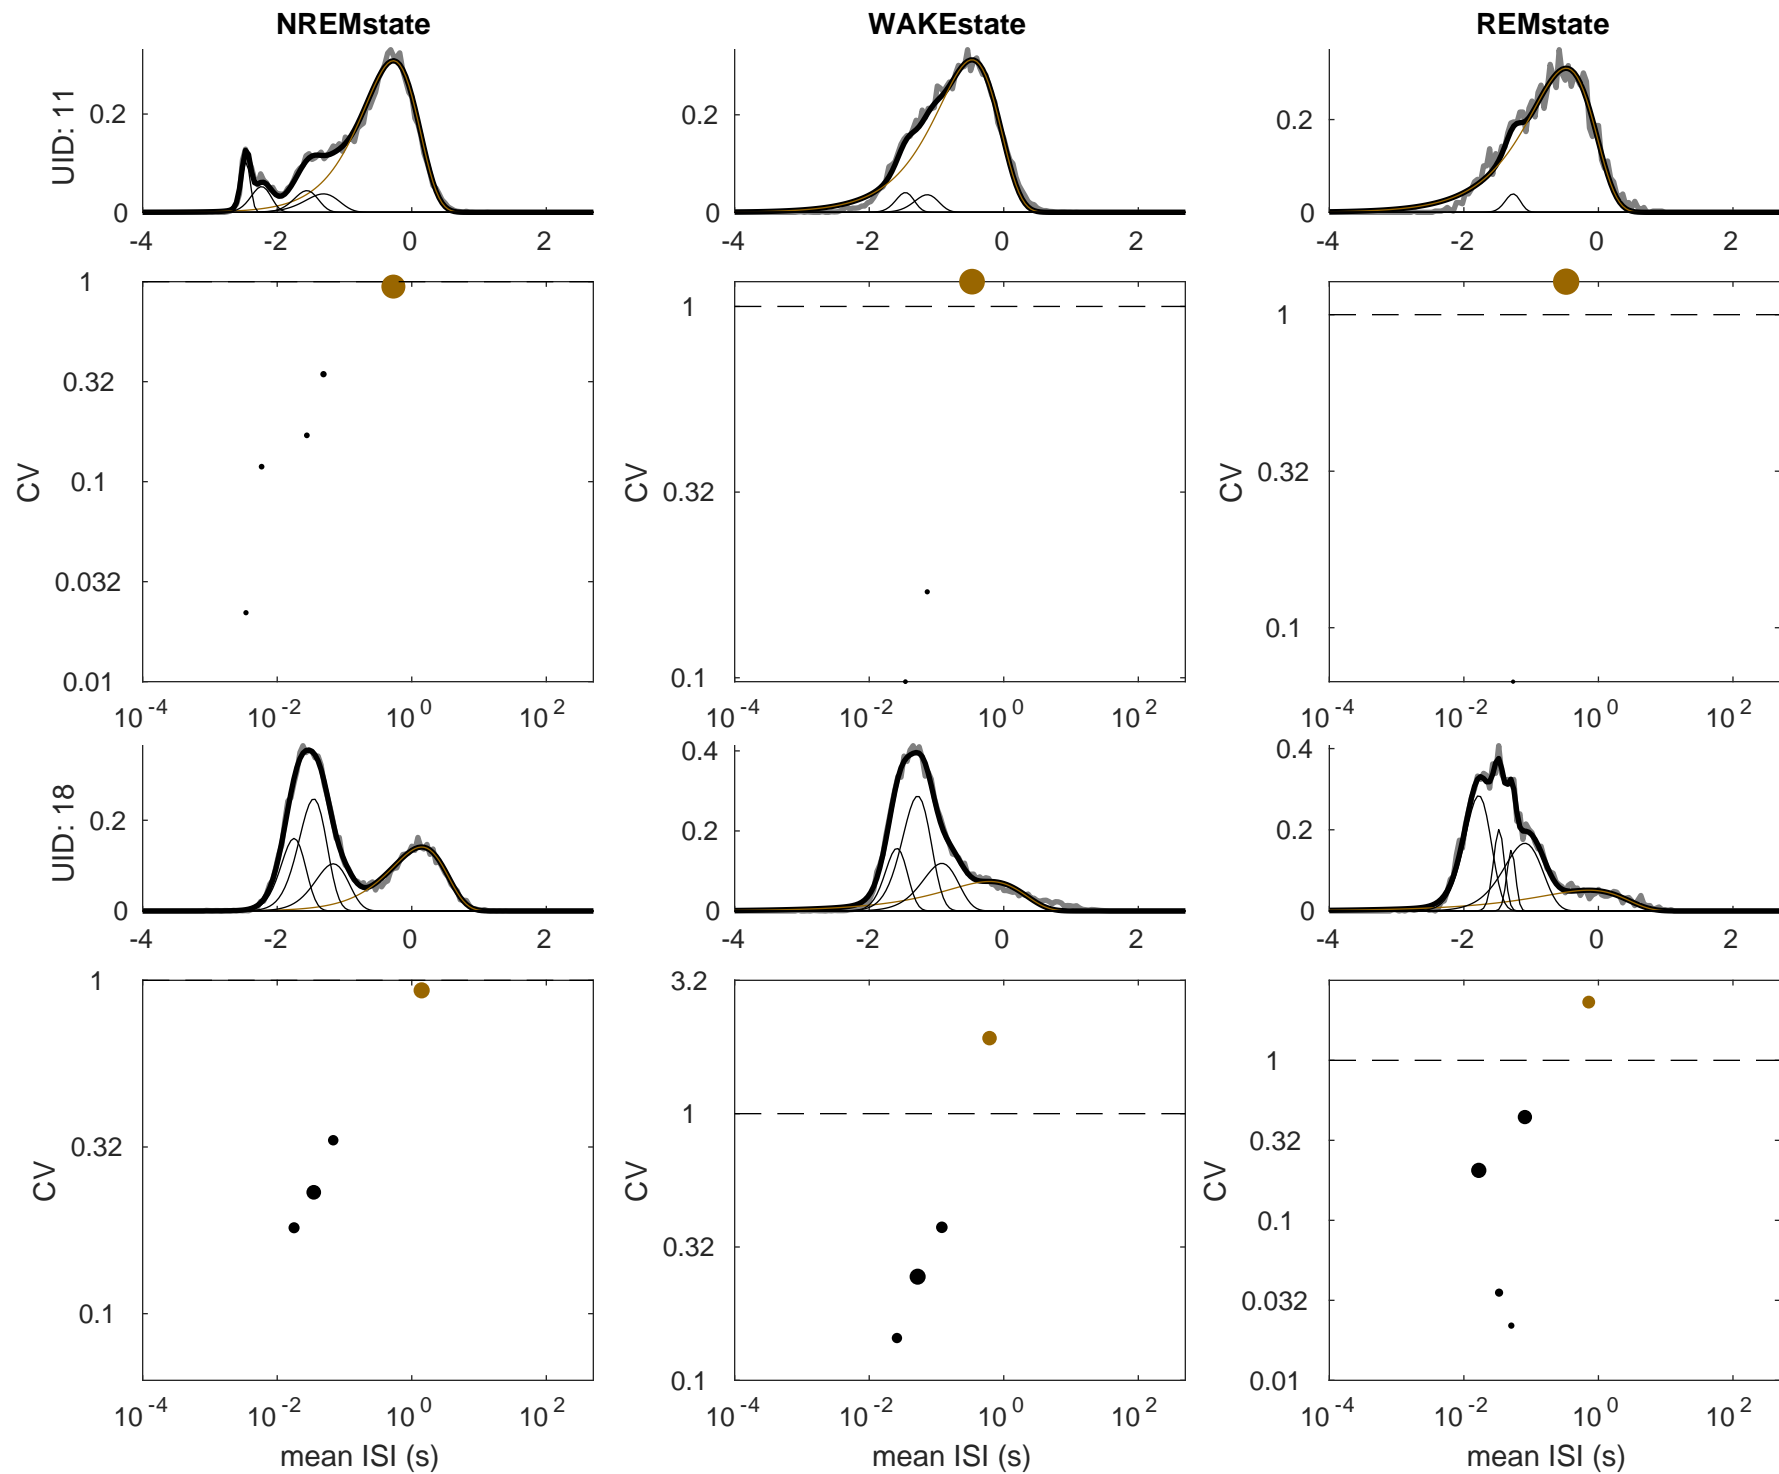 NREMstate WAKEstate REMstate
UID: 11
0.2 0.2 0.2
0 0 0
-4 -2 0 2 -4 -2 0 2 -4 -2 0 2
CV 1 0.32 0.1 0.032 0.01
CV 1 0.32 0.1
CV 1 0.32 0.1
10^-4 10^-2 10^0 10^2 10^-4 10^-2 10^0 10^2 10^-4 10^-2 10^0 10^2
UID: 18
0.2 0
0.4 0.2 0
0.4 0.2 0
-4 -2 0 2 -4 -2 0 2 -4 -2 0 2
CV 1 0.32 0.1
CV 3.2 1 0.32 0.1
CV 1 0.32 0.1 0.032 0.01
10^-4 10^-2 10^0 10^2 10^-4 10^-2 10^0 10^2 10^-4 10^-2 10^0 10^2
mean ISI (s) mean ISI (s) mean ISI (s)